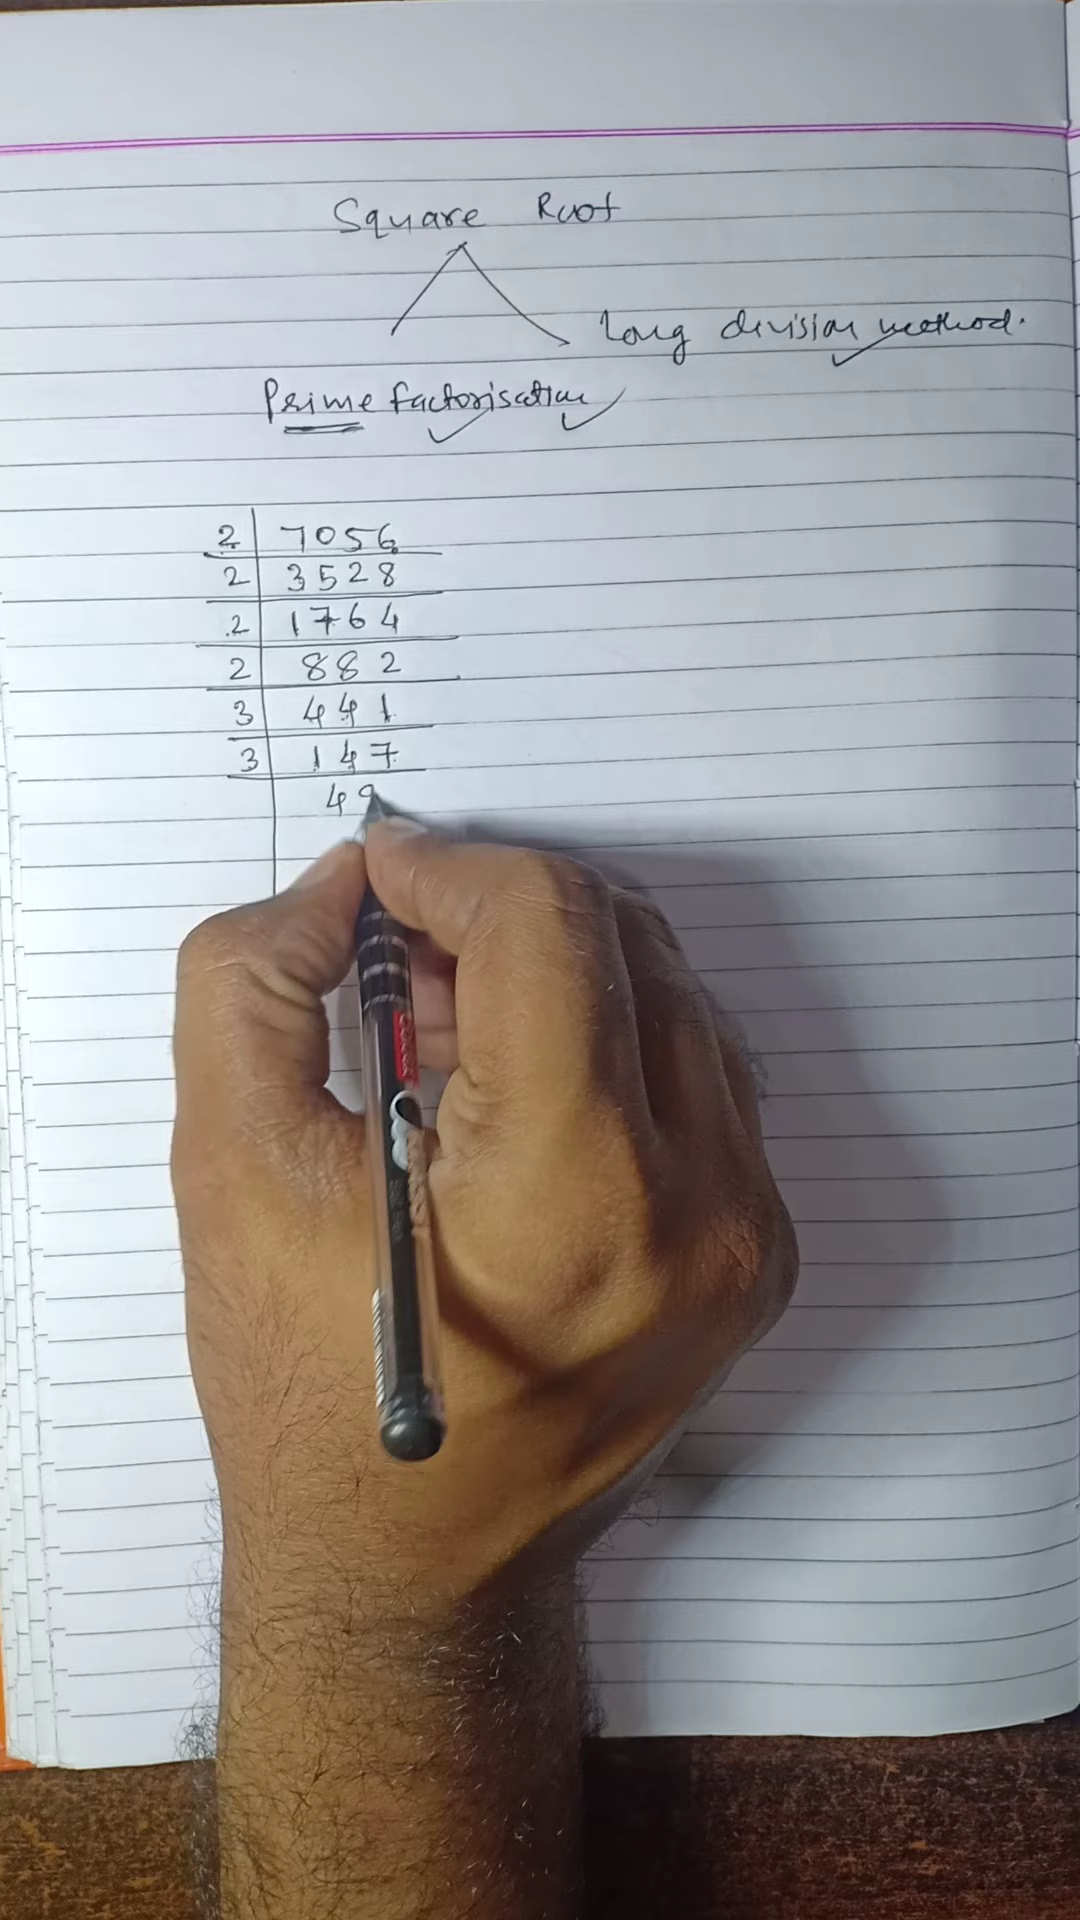 Square Root
Long division method.
Prime factorisation
2 7056
2 3528
2 1764
2 882
3 441
3 147
49